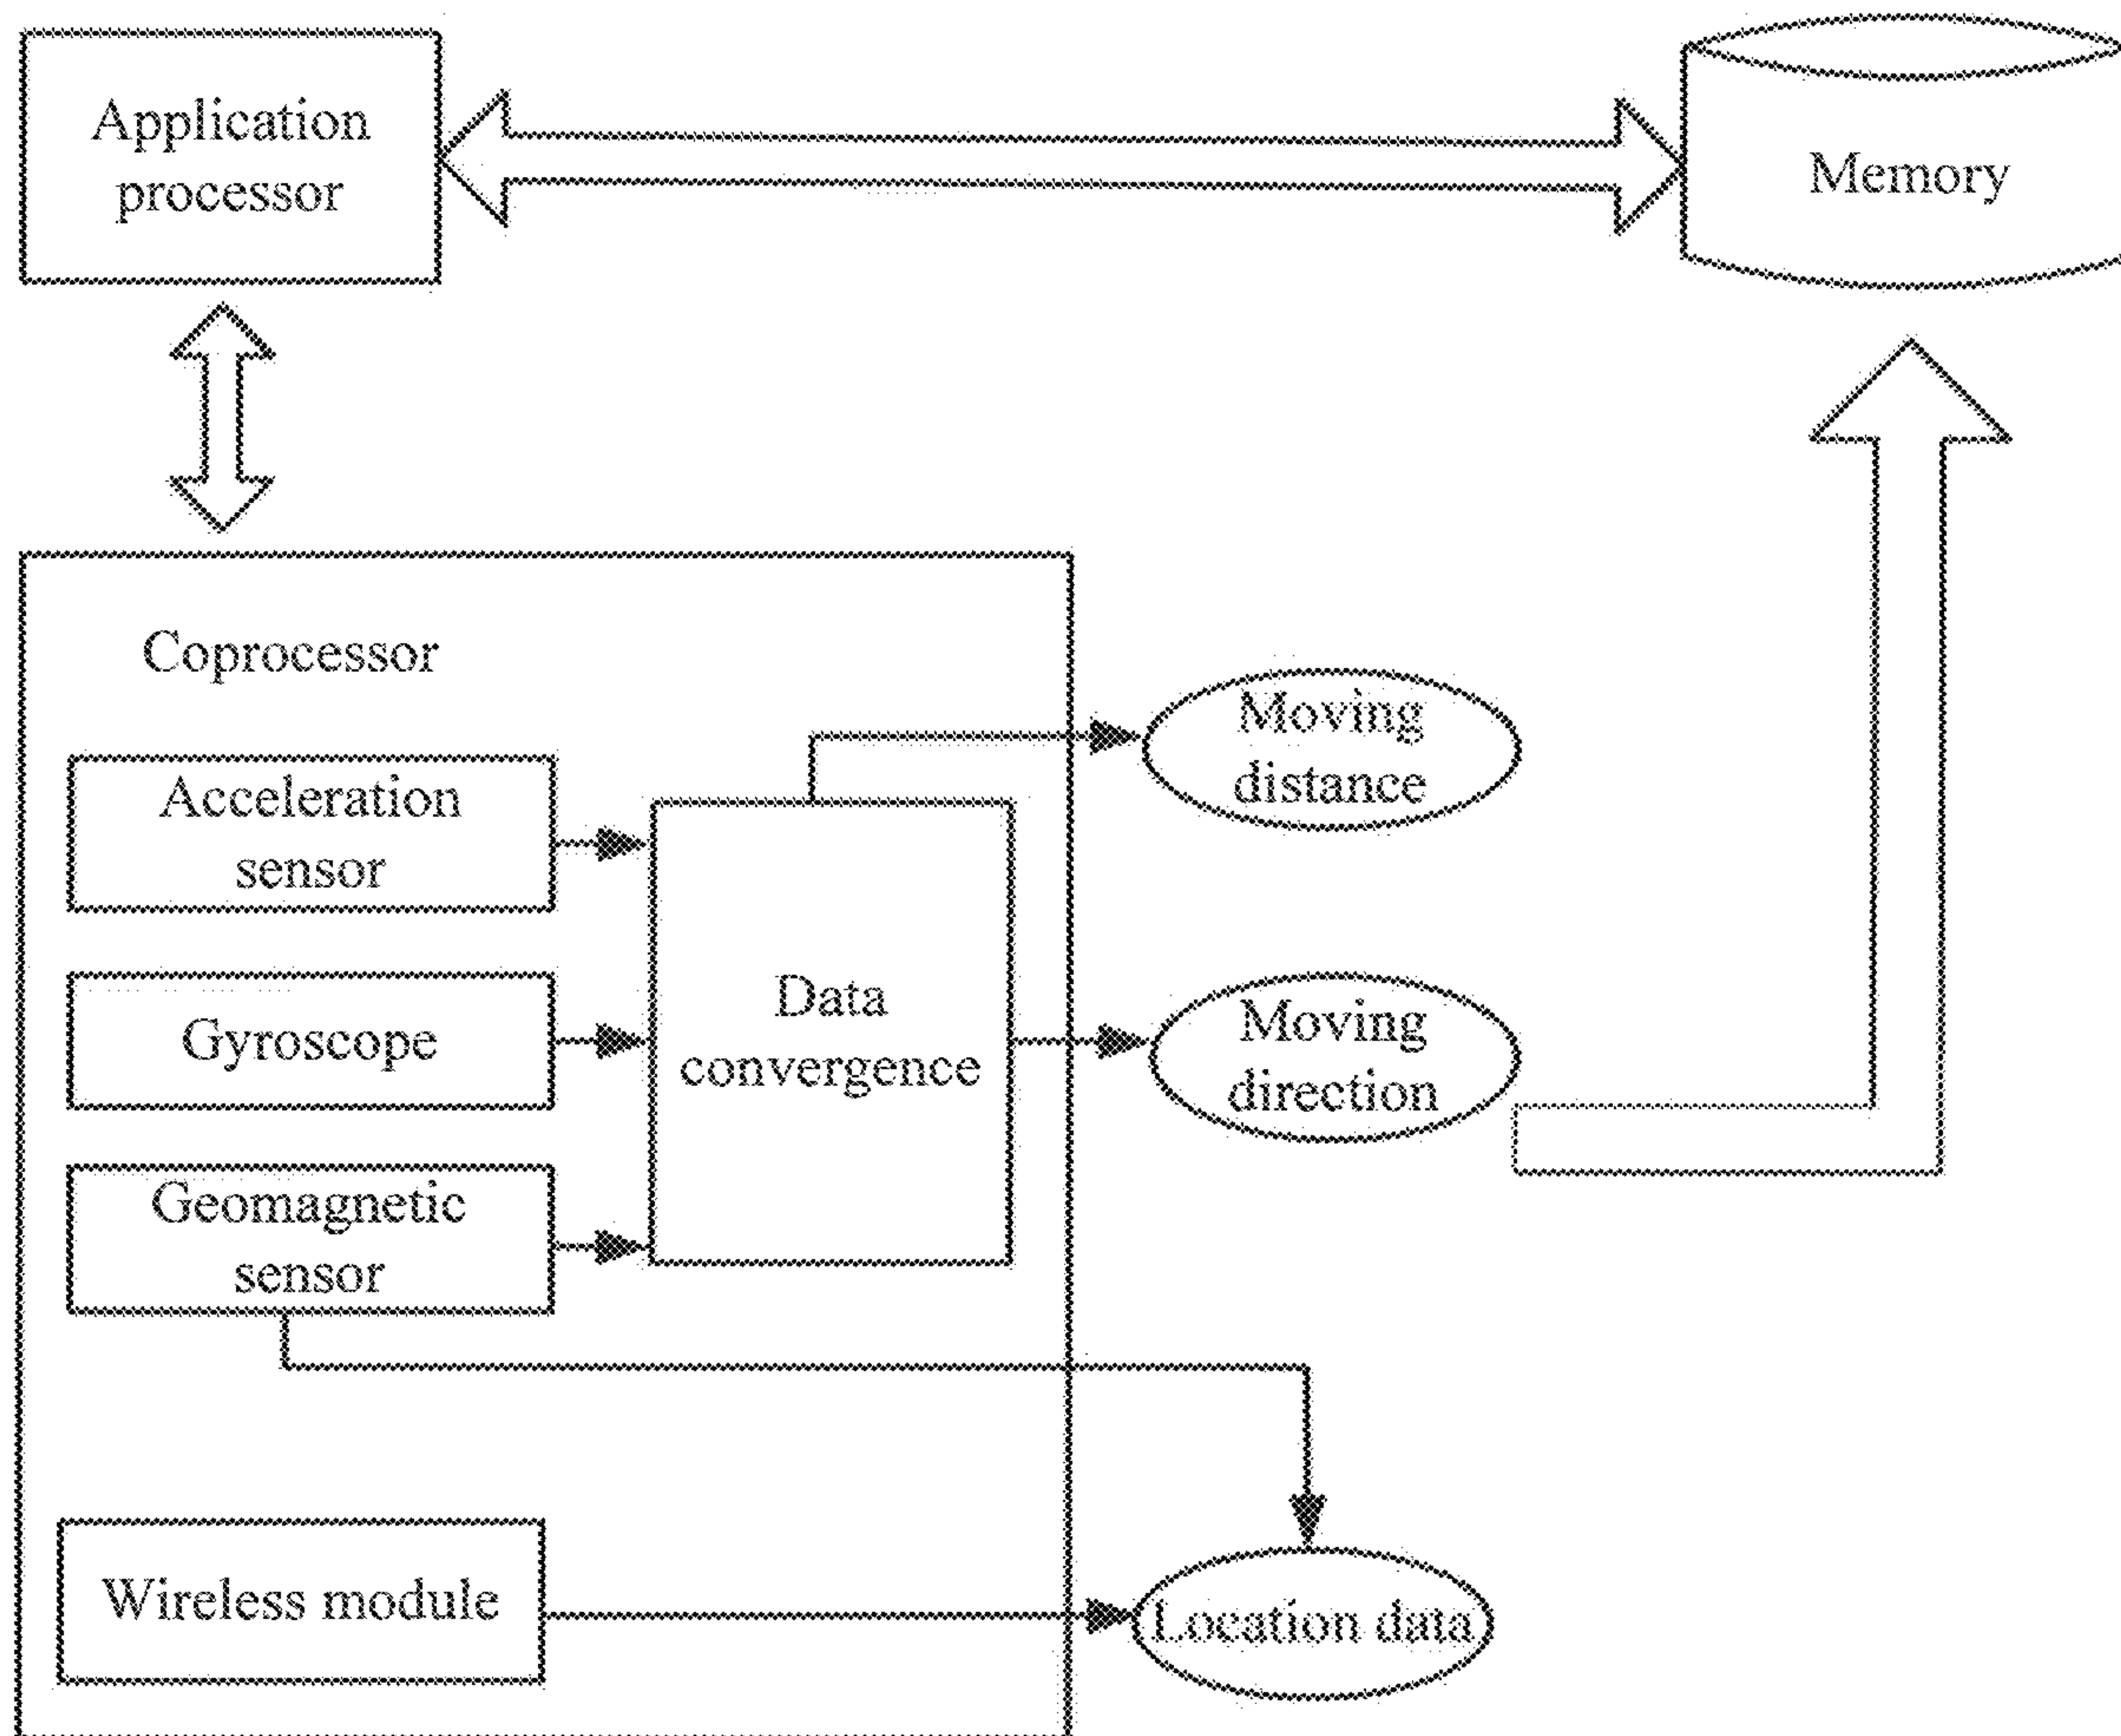 Application
processor
Memory
Coprocessor
Moving
distance
Acceleration
sensor
Data
convergence
Gyroscope
Moving
direction
Geomagnetic
sensor
Wireless module
Location data